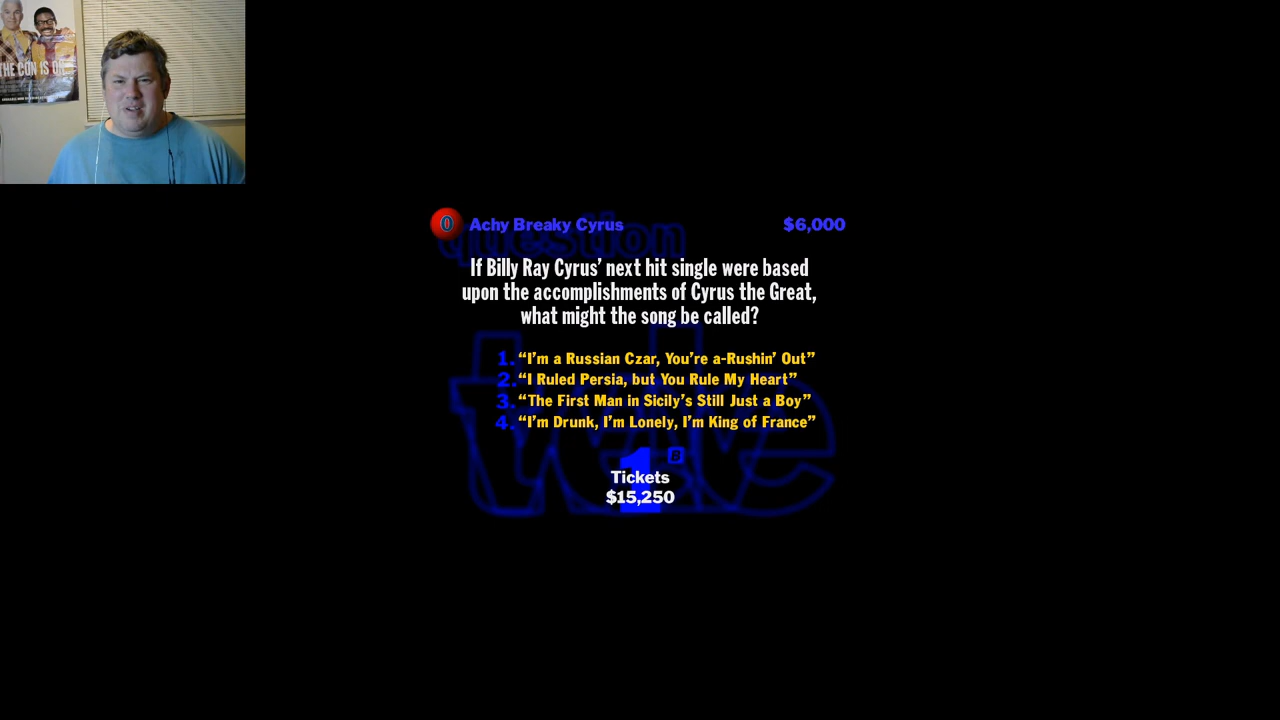 THE CON IS O
0 Achy Breaky Cyrus $6,000
question
If Billy Ray Cyrus' next hit single were based
upon the accomplishments of Cyrus the Great,
what might the song be called?
1. “I'm a Russian Czar, You're a-Rushin' Out”
2. “I Ruled Persia, but You Rule My Heart”
3. “The First Man in Sicily's Still Just a Boy”
4. “I'm Drunk, I'm Lonely, I'm King of France”
twelve
1 B
Tickets
$15,250